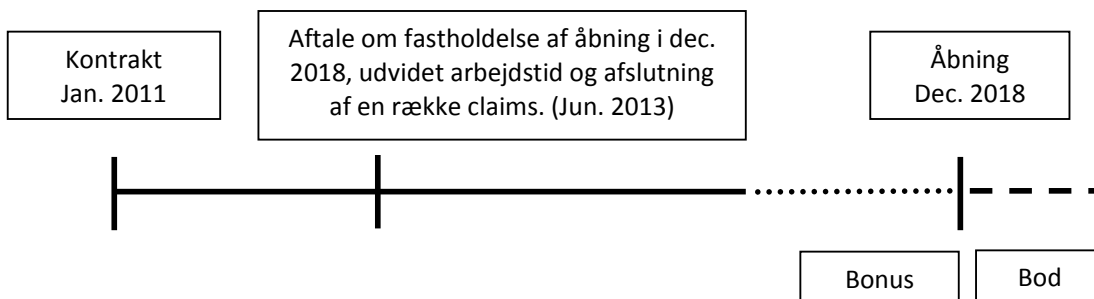 Kontrakt
Jan. 2011
Aftale om fastholdelse af åbning i dec.
2018, udvidet arbejdstid og afslutning
af en række claims. (Jun. 2013)
Åbning
Dec. 2018
Bonus
Bod